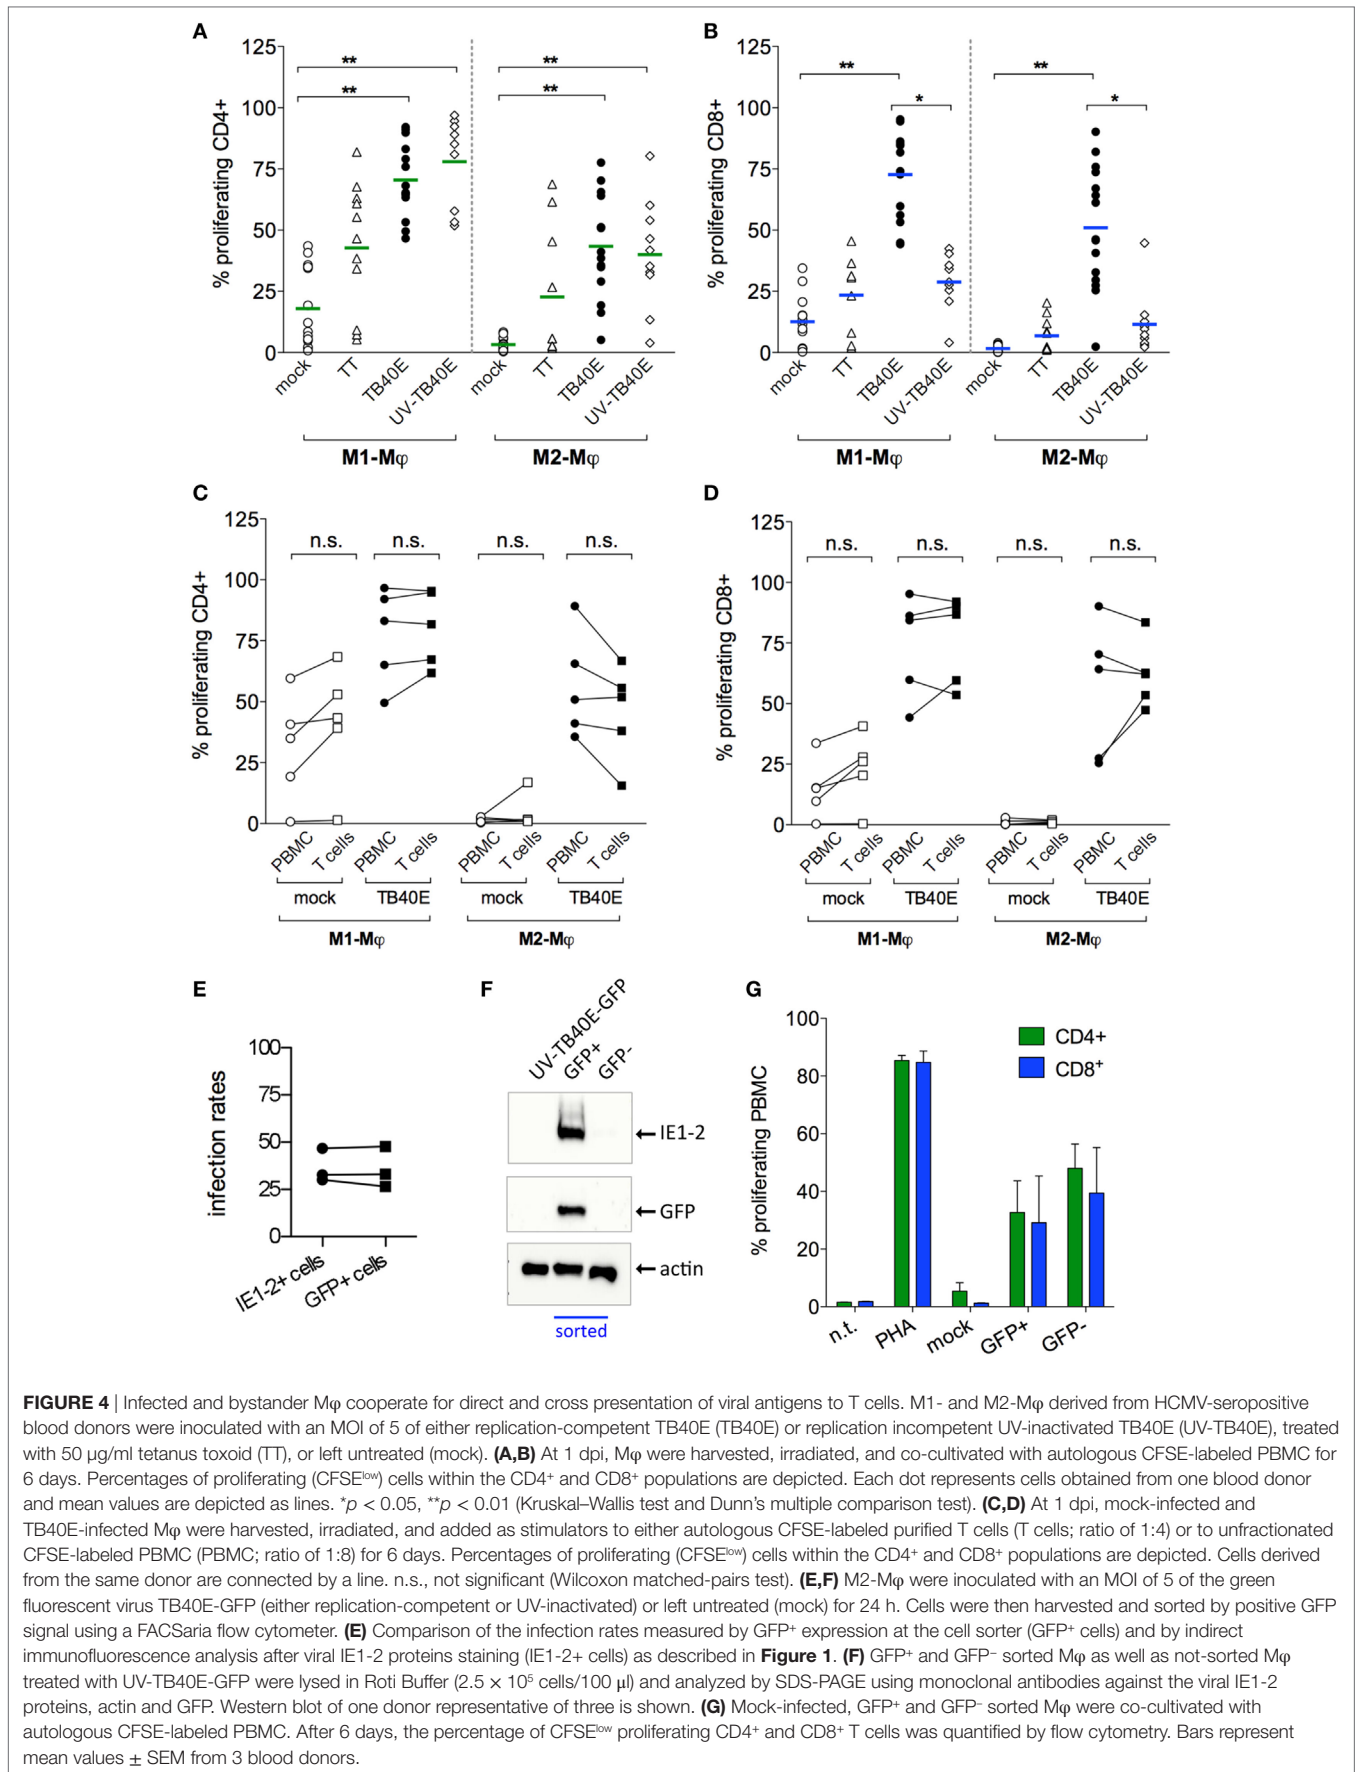 A
% proliferating CD4+
125
100
75
50
25
0
**
**
**
**
mock
TT
TB40E
UV-TB40E
mock
TT
TB40E
UV-TB40E
M1-Mφ
M2-Mφ
B
% proliferating CD8+
125
100
75
50
25
0
**
*
**
*
mock
TT
TB40E
UV-TB40E
mock
TT
TB40E
UV-TB40E
M1-Mφ
M2-Mφ
C
% proliferating CD4+
125
100
75
50
25
0
n.s.
n.s.
n.s.
n.s.
PBMC
T cells
PBMC
T cells
PBMC
T cells
PBMC
T cells
mock
TB40E
mock
TB40E
M1-Mφ
M2-Mφ
D
% proliferating CD8+
125
100
75
50
25
0
n.s.
n.s.
n.s.
n.s.
PBMC
T cells
PBMC
T cells
PBMC
T cells
PBMC
T cells
mock
TB40E
mock
TB40E
M1-Mφ
M2-Mφ
E
infection rates
100
75
50
25
0
IE1-2+ cells
GFP+ cells
F
UV-TB40E-GFP
GFP+
GFP-
IE1-2
GFP
actin
sorted
G
% proliferating PBMC
100
80
60
40
20
0
CD4+
CD8⁺
n.t.
PHA
mock
GFP+
GFP-
FIGURE 4 | Infected and bystander Mφ cooperate for direct and cross presentation of viral antigens to T cells. M1- and M2-Mφ derived from HCMV-seropositive
blood donors were inoculated with an MOI of 5 of either replication-competent TB40E (TB40E) or replication incompetent UV-inactivated TB40E (UV-TB40E), treated
with 50 μg/ml tetanus toxoid (TT), or left untreated (mock). (A,B) At 1 dpi, Mφ were harvested, irradiated, and co-cultivated with autologous CFSE-labeled PBMC for
6 days. Percentages of proliferating (CFSEˡᵒʷ) cells within the CD4⁺ and CD8⁺ populations are depicted. Each dot represents cells obtained from one blood donor
and mean values are depicted as lines. *p < 0.05, **p < 0.01 (Kruskal–Wallis test and Dunn's multiple comparison test). (C,D) At 1 dpi, mock-infected and
TB40E-infected Mφ were harvested, irradiated, and added as stimulators to either autologous CFSE-labeled purified T cells (T cells; ratio of 1:4) or to unfractionated
CFSE-labeled PBMC (PBMC; ratio of 1:8) for 6 days. Percentages of proliferating (CFSEˡᵒʷ) cells within the CD4⁺ and CD8⁺ populations are depicted. Cells derived
from the same donor are connected by a line. n.s., not significant (Wilcoxon matched-pairs test). (E,F) M2-Mφ were inoculated with an MOI of 5 of the green
fluorescent virus TB40E-GFP (either replication-competent or UV-inactivated) or left untreated (mock) for 24 h. Cells were then harvested and sorted by positive GFP
signal using a FACSaria flow cytometer. (E) Comparison of the infection rates measured by GFP⁺ expression at the cell sorter (GFP⁺ cells) and by indirect
immunofluorescence analysis after viral IE1-2 proteins staining (IE1-2+ cells) as described in Figure 1. (F) GFP⁺ and GFP⁻ sorted Mφ as well as not-sorted Mφ
treated with UV-TB40E-GFP were lysed in Roti Buffer (2.5 × 10⁵ cells/100 μl) and analyzed by SDS-PAGE using monoclonal antibodies against the viral IE1-2
proteins, actin and GFP. Western blot of one donor representative of three is shown. (G) Mock-infected, GFP⁺ and GFP⁻ sorted Mφ were co-cultivated with
autologous CFSE-labeled PBMC. After 6 days, the percentage of CFSEˡᵒʷ proliferating CD4⁺ and CD8⁺ T cells was quantified by flow cytometry. Bars represent
mean values ± SEM from 3 blood donors.